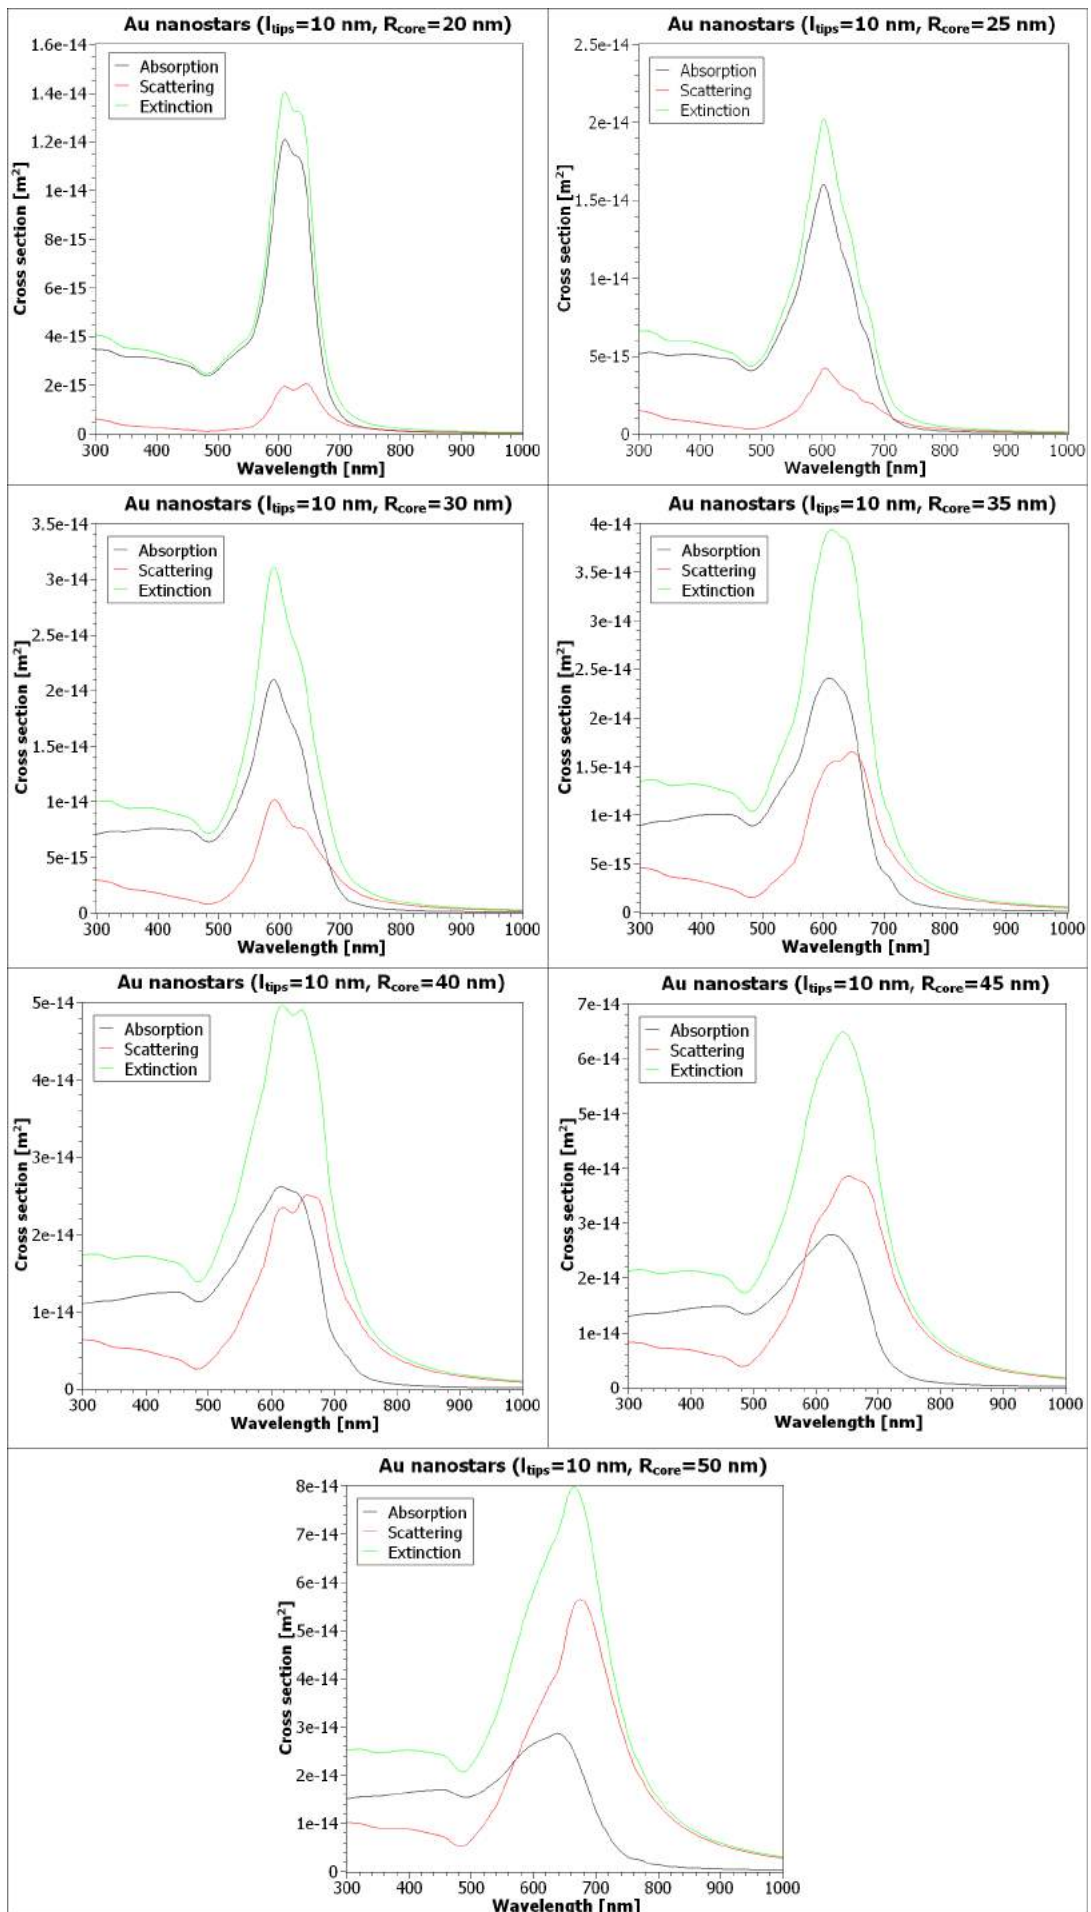 Au nanostars (ltips=10 nm, Rcore=20 nm)
Cross section [m²]
1.6e-14
1.4e-14
1.2e-14
1e-14
8e-15
6e-15
4e-15
2e-15
0
Absorption
Scattering
Extinction
300 400 500 600 700 800 900 1000
Wavelength [nm]
Au nanostars (ltips=10 nm, Rcore=25 nm)
Cross section [m²]
2.5e-14
2e-14
1.5e-14
1e-14
5e-15
0
Absorption
Scattering
Extinction
300 400 500 600 700 800 900 1000
Wavelength [nm]
Au nanostars (ltips=10 nm, Rcore=30 nm)
Cross section [m²]
3.5e-14
3e-14
2.5e-14
2e-14
1.5e-14
1e-14
5e-15
0
Absorption
Scattering
Extinction
300 400 500 600 700 800 900 1000
Wavelength [nm]
Au nanostars (ltips=10 nm, Rcore=35 nm)
Cross section [m²]
4e-14
3.5e-14
3e-14
2.5e-14
2e-14
1.5e-14
1e-14
5e-15
0
Absorption
Scattering
Extinction
300 400 500 600 700 800 900 1000
Wavelength [nm]
Au nanostars (ltips=10 nm, Rcore=40 nm)
Cross section [m²]
5e-14
4e-14
3e-14
2e-14
1e-14
0
Absorption
Scattering
Extinction
300 400 500 600 700 800 900 1000
Wavelength [nm]
Au nanostars (ltips=10 nm, Rcore=45 nm)
Cross section [m²]
7e-14
6e-14
5e-14
4e-14
3e-14
2e-14
1e-14
0
Absorption
Scattering
Extinction
300 400 500 600 700 800 900 1000
Wavelength [nm]
Au nanostars (ltips=10 nm, Rcore=50 nm)
Cross section [m²]
8e-14
7e-14
6e-14
5e-14
4e-14
3e-14
2e-14
1e-14
0
Absorption
Scattering
Extinction
300 400 500 600 700 800 900 1000
Wavelength [nm]